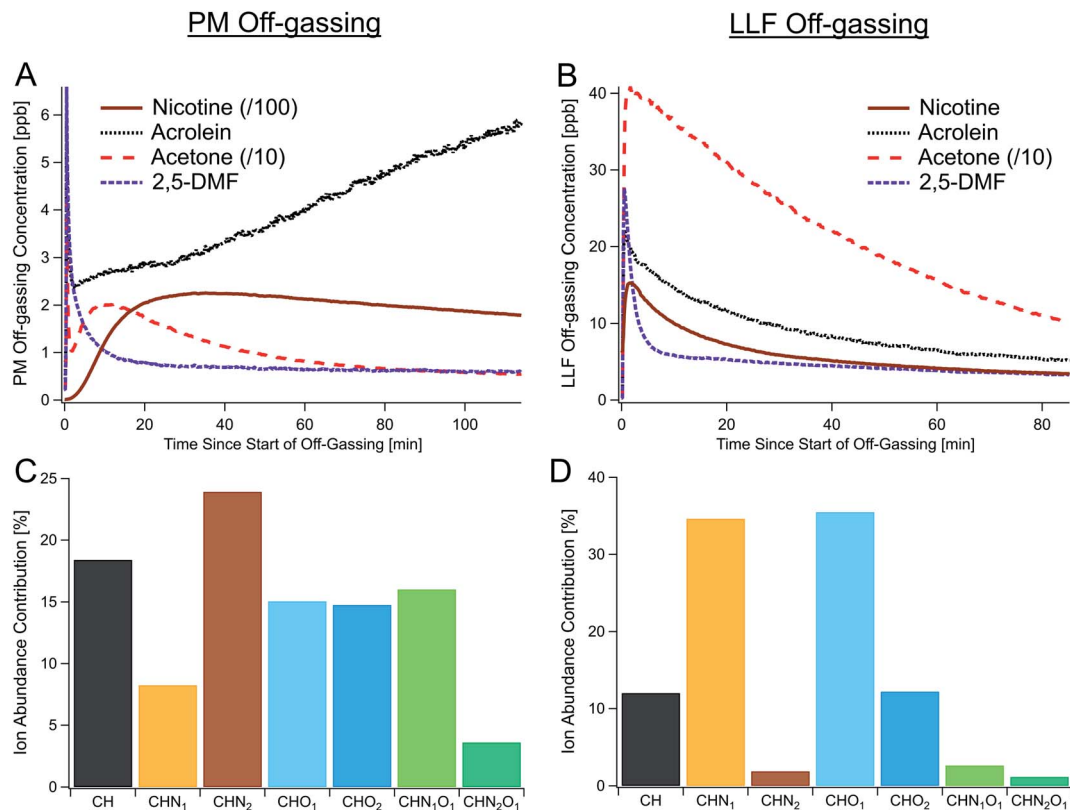 PM Off-gassing
LLF Off-gassing
A
Nicotine (/100)
Acrolein
Acetone (/10)
2,5-DMF
PM Off-gassing Concentration [ppb]
6
5
4
3
2
1
0
0 20 40 60 80 100
Time Since Start of Off-Gassing [min]
B
Nicotine
Acrolein
Acetone (/10)
2,5-DMF
LLF Off-gassing Concentration [ppb]
40
30
20
10
0
0 20 40 60 80
Time Since Start of Off-Gassing [min]
C
Ion Abundance Contribution [%]
25
20
15
10
5
0
CH CHN₁ CHN₂ CHO₁ CHO₂ CHN₁O₁ CHN₂O₁
D
Ion Abundance Contribution [%]
40
30
20
10
0
CH CHN₁ CHN₂ CHO₁ CHO₂ CHN₁O₁ CHN₂O₁